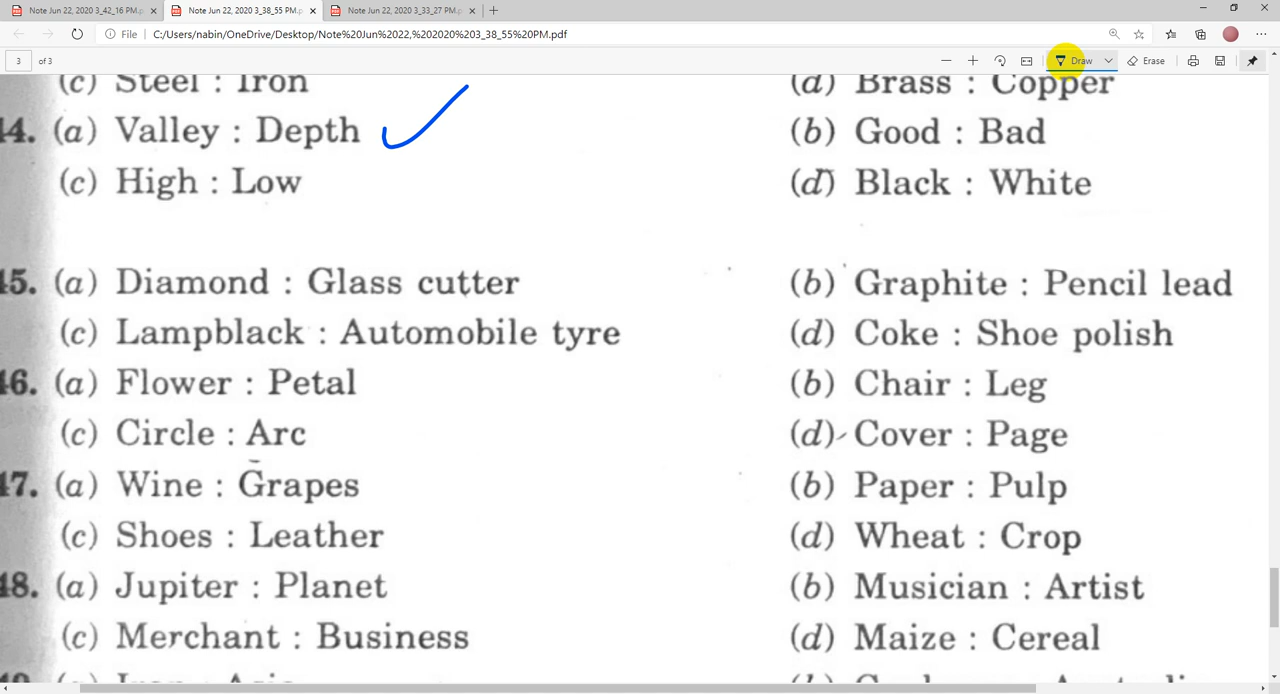 Note Jun 22, 2020 3_42_16 PM.p
Note Jun 22, 2020 3_38_55 PM.p
Note Jun 22, 2020 3_33_27 PM.p
File C:/Users/nabin/OneDrive/Desktop/Note%20Jun%2022,%202020%203_38_55%20PM.pdf
3 of 3 Draw Erase
(c) Steel : Iron (d) Brass : Copper
44. (a) Valley : Depth (b) Good : Bad
(c) High : Low (d) Black : White
45. (a) Diamond : Glass cutter (b) Graphite : Pencil lead
(c) Lampblack : Automobile tyre (d) Coke : Shoe polish
46. (a) Flower : Petal (b) Chair : Leg
(c) Circle : Arc (d) Cover : Page
47. (a) Wine : Grapes (b) Paper : Pulp
(c) Shoes : Leather (d) Wheat : Crop
48. (a) Jupiter : Planet (b) Musician : Artist
(c) Merchant : Business (d) Maize : Cereal